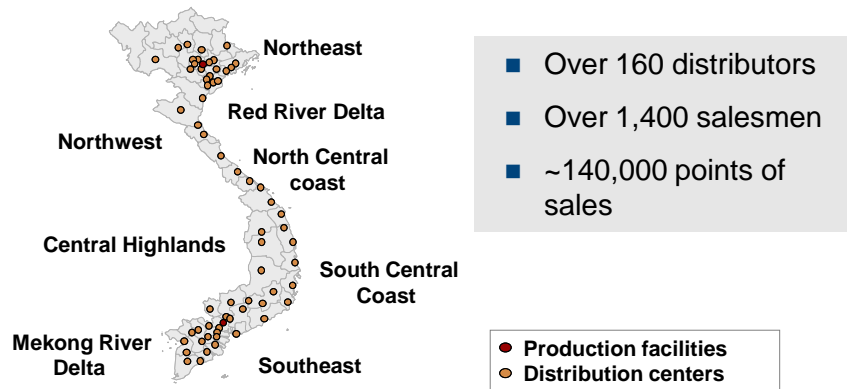 Northeast
Red River Delta
Northwest
North Central
coast
Central Highlands
South Central
Coast
Mekong River
Delta
Southeast
■ Over 160 distributors
■ Over 1,400 salesmen
■ ~140,000 points of
sales
Production facilities
Distribution centers